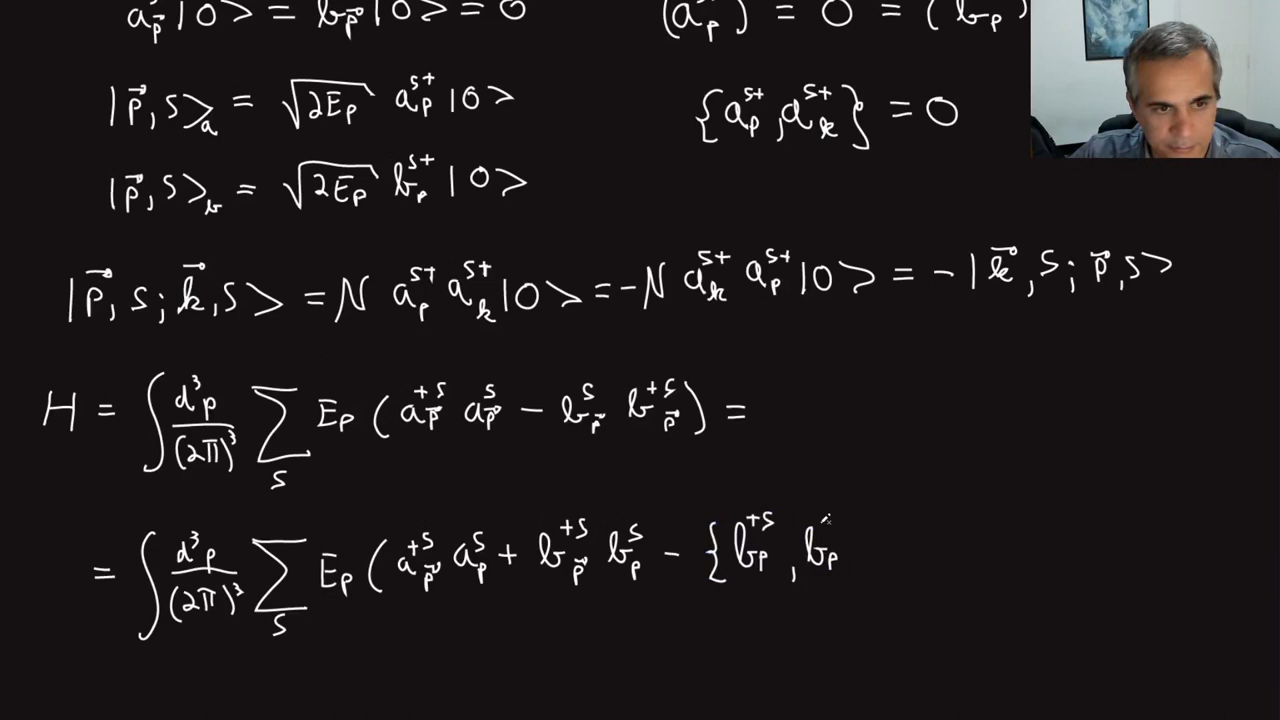 a_p⃗ |0> = b_p⃗ |0> = 0    (a_p) = 0 = (b_p)
|p⃗, s>_a = √(2E_p) a_p^{s†} |0>    {a_p^{s†}, a_k^{s†}} = 0
|p⃗, s>_b = √(2E_p) b_p^{s†} |0>
|p⃗, s; k⃗, s> = N a_p^{s†} a_k^{s†} |0> = -N a_k^{s†} a_p^{s†} |0> = -|k⃗, s; p⃗, s>
H = ∫ d³p/(2π)³ ∑_s E_p (a_p⃗^{†s} a_p⃗^s - b_p⃗^s b_p⃗^{†s}) =
= ∫ d³p/(2π)³ ∑_s E_p (a_p⃗^{†s} a_p^s + b_p⃗^{†s} b_p^s - {b_p^{†s}, b_p